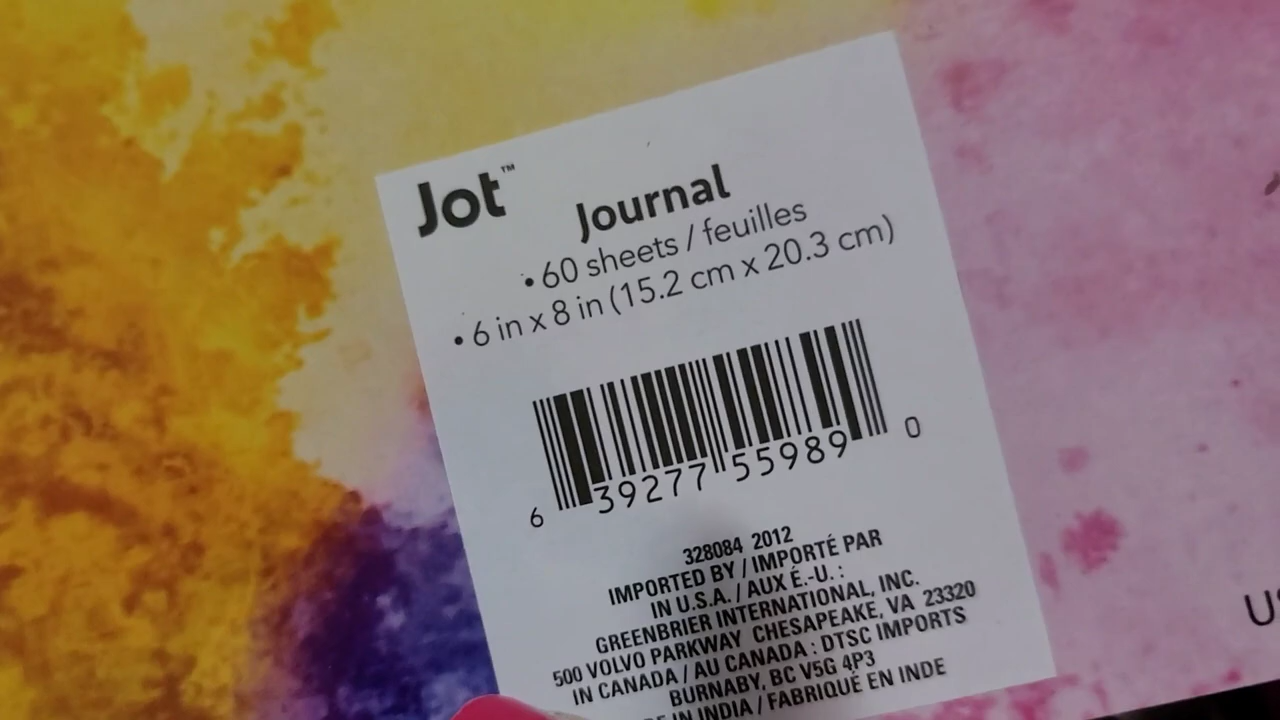 Jot™
Journal
• 60 sheets / feuilles
• 6 in x 8 in (15.2 cm x 20.3 cm)
6 39277 55989 0
328084 2012
IMPORTED BY / IMPORTÉ PAR
IN U.S.A. / AUX É.-U. :
GREENBRIER INTERNATIONAL, INC.
500 VOLVO PARKWAY CHESAPEAKE, VA 23320
IN CANADA / AU CANADA : DTSC IMPORTS
BURNABY, BC V5G 4P3
IN INDIA / FABRIQUÉ EN INDE